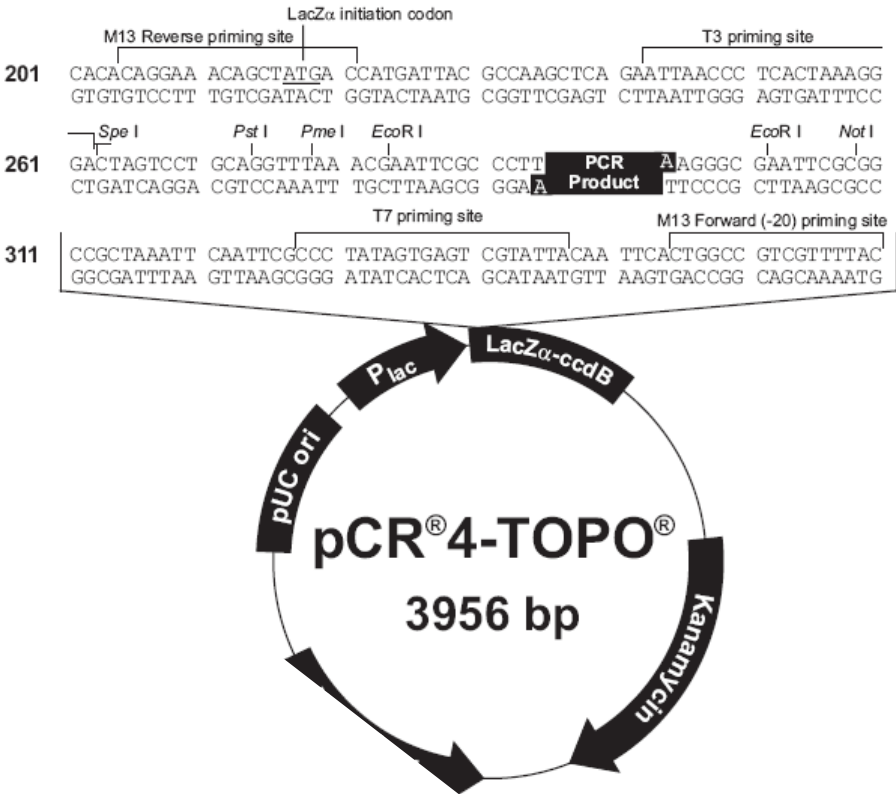 LacZα initiation codon
M13 Reverse priming site
T3 priming site
201 CACACAGGAA ACAGCTATGA CCATGATTAC GCCAAGCTCA GAATTAACCC TCACTAAAGG
GTGTGTCCTT TGTCGATACT GGTACTAATG CGGTTCGAGT CTTAATTGGG AGTGATTTCC
Spe I Pst I Pme I EcoR I EcoR I Not I
261 GACTAGTCCT GCAGGTTTAA ACGAATTCGC CCTT PCR A AGGGC GAATTCGCGG
CTGATCAGGA CGTCCAAATT TGCTTAAGCG GGA A Product TTCCCG CTTAAGCGCC
T7 priming site M13 Forward (-20) priming site
311 CCGCTAAATT CAATTCGCCC TATAGTGAGT CGTATTACAA TTCACTGGCC GTCGTTTTAC
GGCGATTTAA GTTAAGCGGG ATATCACTCA GCATAATGTT AAGTGACCGG CAGCAAAATG
Plac
LacZα-ccdB
pUC ori
pCR®4-TOPO®
3956 bp
Kanamycin